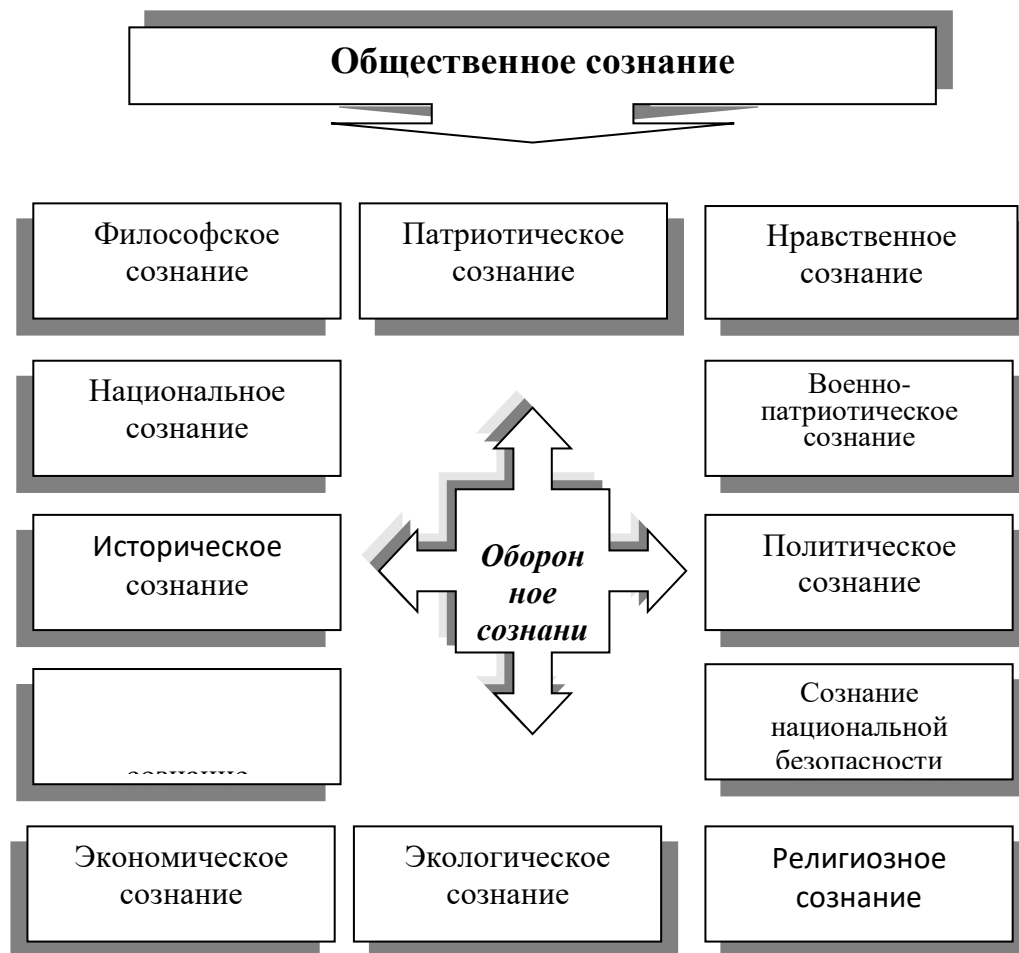 Общественное сознание
Философское
сознание
Патриотическое
сознание
Нравственное
сознание
Национальное
сознание
Военно-
патриотическое
сознание
Историческое
сознание
Оборон
ное
сознани
Политическое
сознание
сознание
Сознание
национальной
безопасности
Экономическое
сознание
Экологическое
сознание
Религиозное
сознание